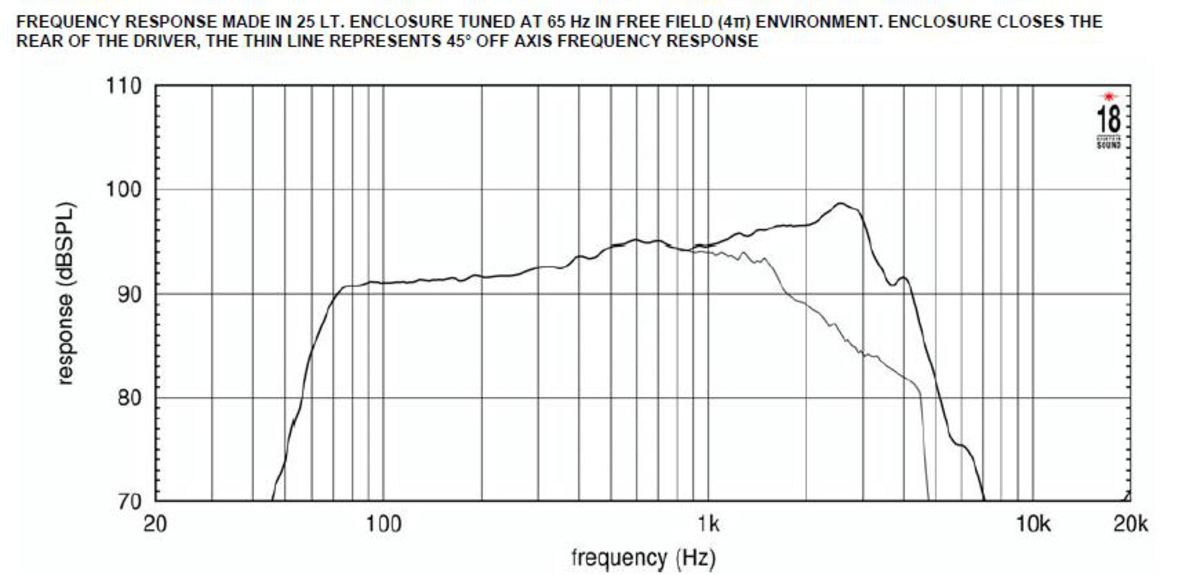 FREQUENCY RESPONSE MADE IN 25 LT. ENCLOSURE TUNED AT 65 Hz IN FREE FIELD (4π) ENVIRONMENT. ENCLOSURE CLOSES THE
REAR OF THE DRIVER, THE THIN LINE REPRESENTS 45° OFF AXIS FREQUENCY RESPONSE
110
100
90
80
70
response (dBSPL)
18
SOUND
20
100
1k
10k
20k
frequency (Hz)